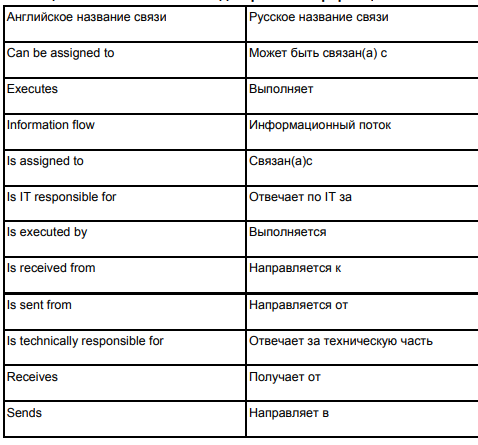 Английское название связи Русское название связи
Can be assigned to Может быть связан(а) с
Executes Выполняет
Information flow Информационный поток
Is assigned to Связан(а)с
Is IT responsible for Отвечает по IT за
Is executed by Выполняется
Is received from Направляется к
Is sent from Направляется от
Is technically responsible for Отвечает за техническую часть
Receives Получает от
Sends Направляет в